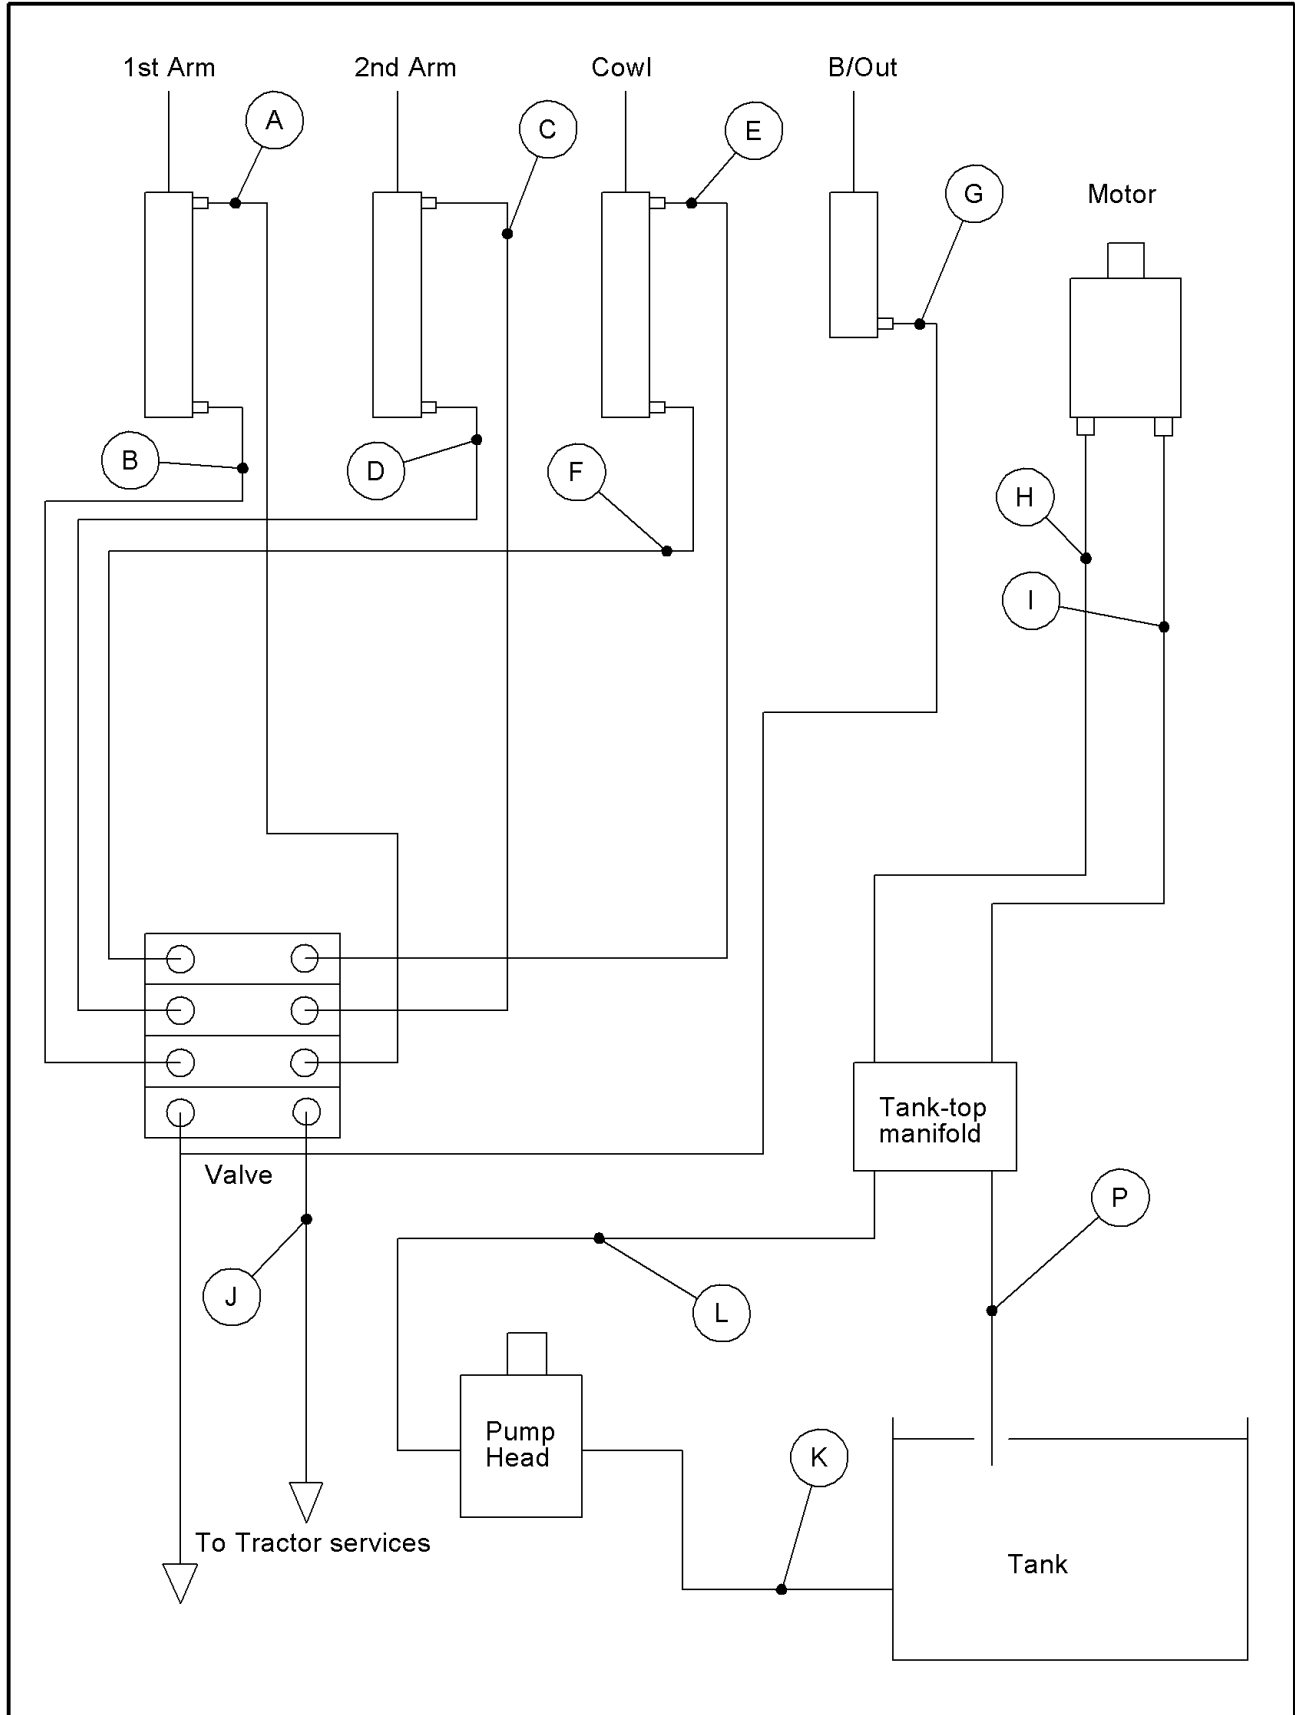 1st Arm
2nd Arm
Cowl
B/Out
A
C
E
G
Motor
B
D
F
H
I
Tank-top
manifold
Valve
P
J
L
Pump
Head
K
To Tractor services
Tank